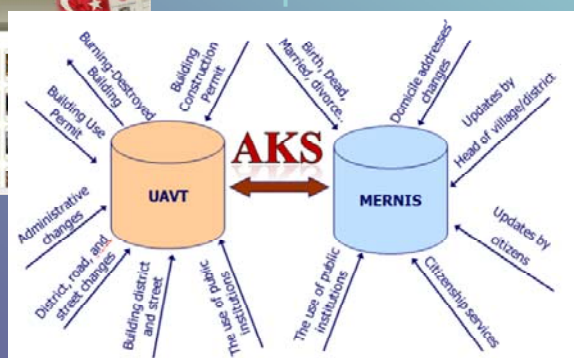 Burning-Destroyed
Building
Building
Construction
Permit
Birth, Dead,
Married, divorce..
Domicile addresses'
changes
Building Use
Permit
Updates by
Head of village/district
AKS
UAVT
MERNIS
Administrative
changes
Updates by
citizens
District, road, and
street changes
Building district
and street
The use of public
institutions
The use of public
institutions
Citizenship services